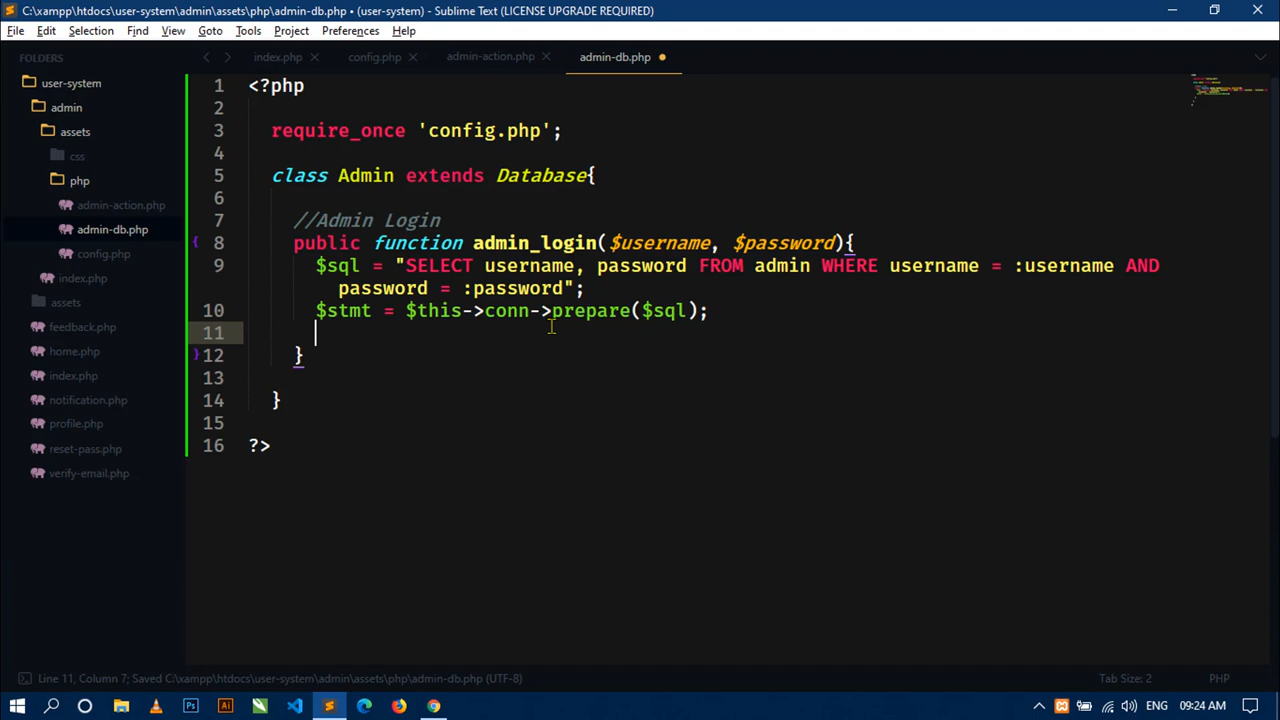 C:\xampp\htdocs\user-system\admin\assets\php\admin-db.php • (user-system) - Sublime Text (LICENSE UPGRADE REQUIRED)
File Edit Selection Find View Goto Tools Project Preferences Help
FOLDERS
user-system
admin
assets
css
php
admin-action.php
admin-db.php
config.php
index.php
assets
feedback.php
home.php
index.php
notification.php
profile.php
reset-pass.php
verify-email.php
index.php config.php admin-action.php admin-db.php
1 <?php
2
3 require_once 'config.php';
4
5 class Admin extends Database{
6
7 //Admin Login
8 public function admin_login($username, $password){
9 $sql = "SELECT username, password FROM admin WHERE username = :username AND
password = :password";
10 $stmt = $this->conn->prepare($sql);
11
12 }
13
14 }
15
16 ?>
Line 11, Column 7; Saved C:\xampp\htdocs\user-system\admin\assets\php\admin-db.php (UTF-8) Tab Size: 2 PHP
ENG 09:24 AM